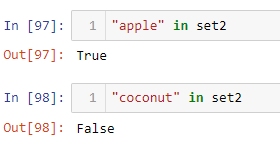 In [97]: 1 "apple" in set2
Out[97]: True
In [98]: 1 "coconut" in set2
Out[98]: False